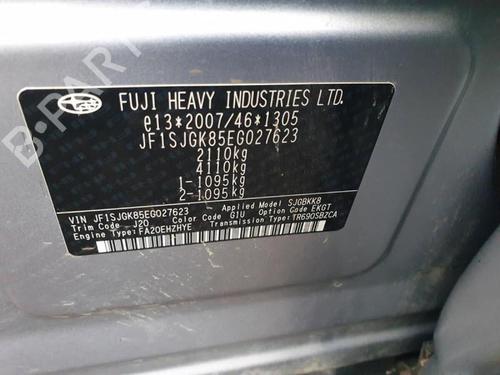 B-PARTS
FUJI HEAVY INDUSTRIES LTD.
e13*2007/46*1305
JF1SJGK85EG027623
2110kg
4110kg
1-1095kg
2-1095kg
VIN JF1SJGK85EG027623 Applied Model SJGBKK8
Trim Code J20 Color Code G1U Option Code EKGT
Engine Type FA20EHZHYE Transmission Type TR690SBZCA